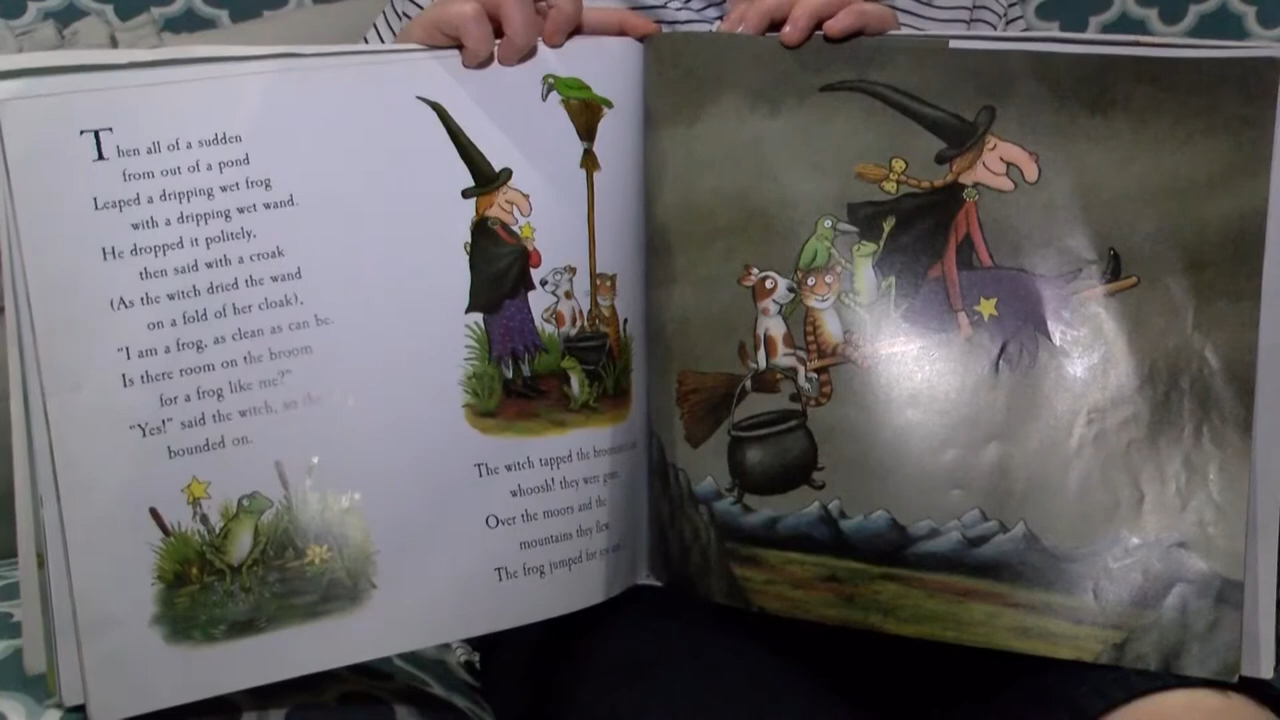 Then all of a sudden
from out of a pond
Leaped a dripping wet frog
with a dripping wet wand.
He dropped it politely,
then said with a croak
(As the witch dried the wand
on a fold of her cloak),
"I am a frog, as clean as can be.
Is there room on the broom
for a frog like me?"
"Yes!" said the witch, so the
bounded on.
The witch tapped the
whoosh! they were gone.
Over the moors and the
mountains they flew.
The frog jumped for